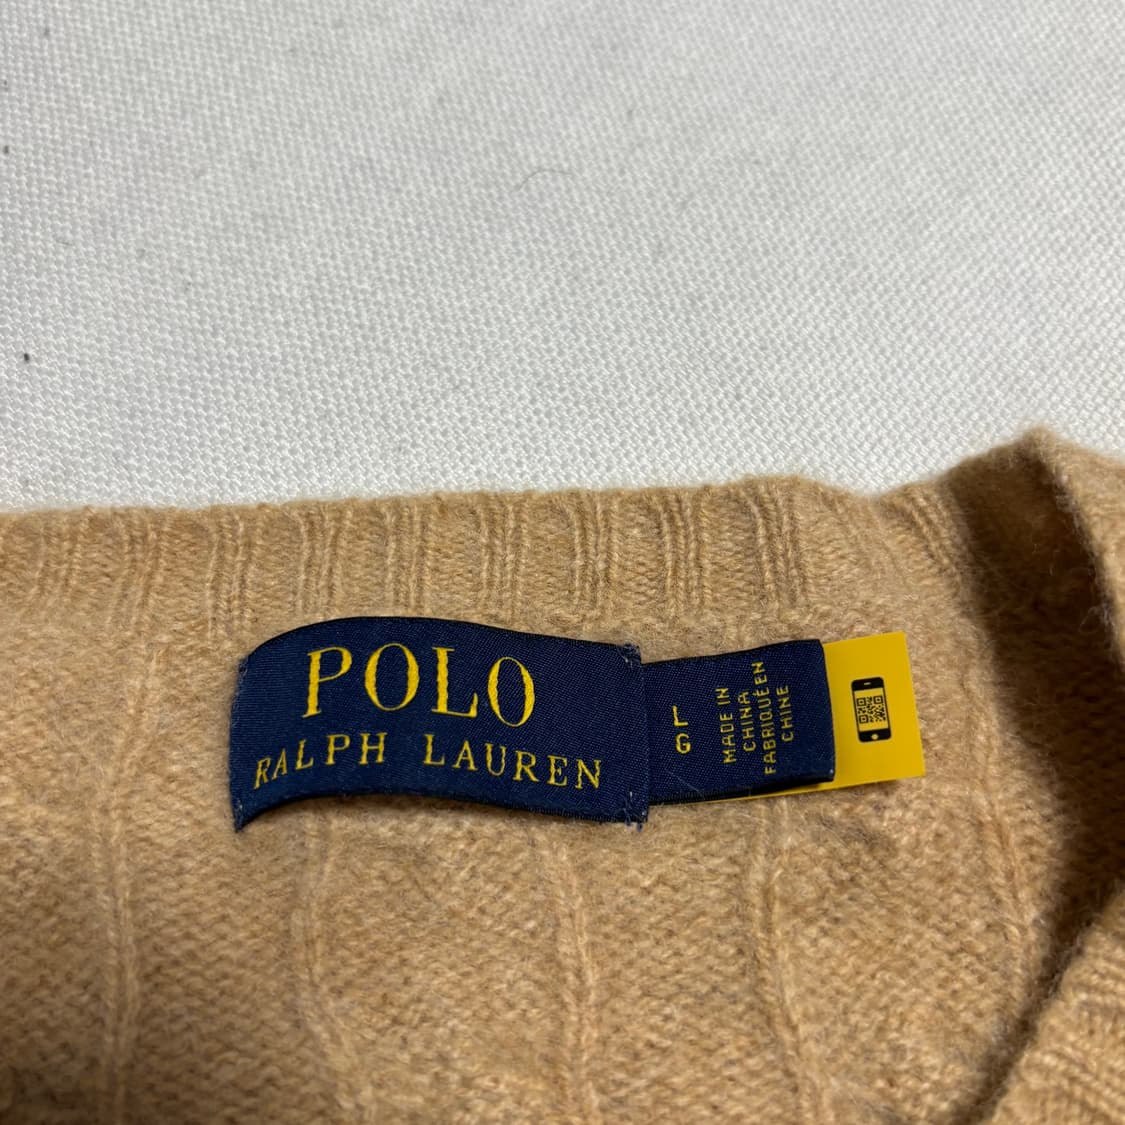 POLO
RALPH LAUREN
L
G
MADE IN
CHINA
FABRIQUÉ EN
CHINE